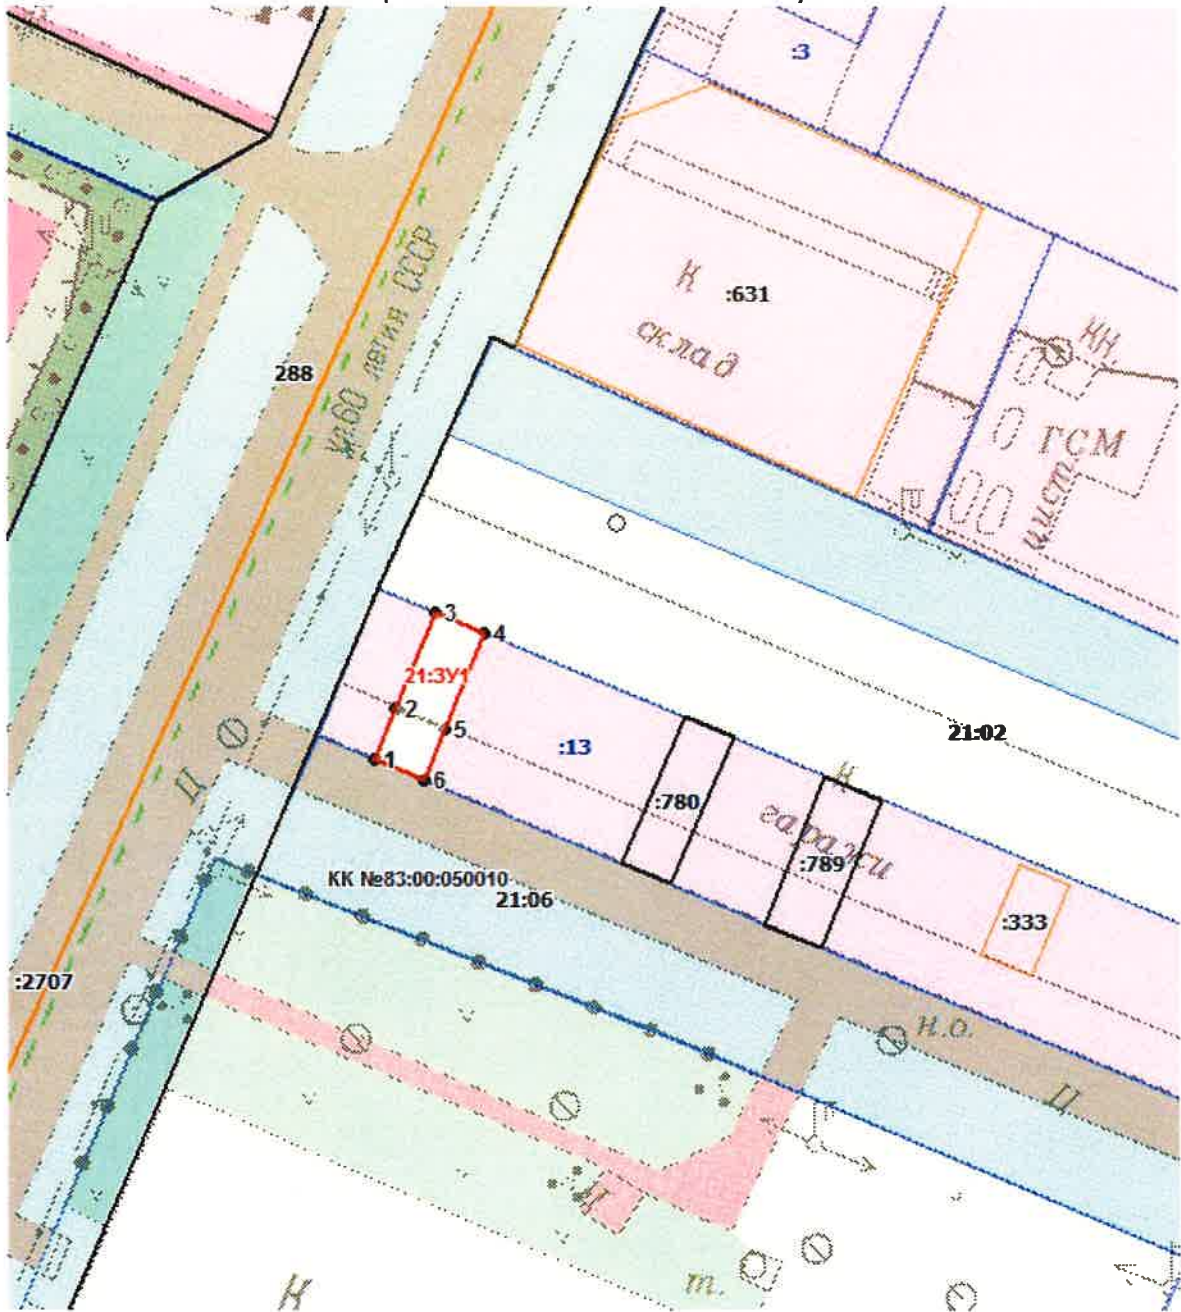 :3
К
:631
склад
КН.
ГСМ
цист.
ул.60 летия СССР
288
3
4
21:ЗУ1
2
5
1
6
:13
21:02
Н
:780
гаражи
:789
:333
Ц
КК №83:00:050010
21:06
:2707
н.о.
Ц
Н
т.